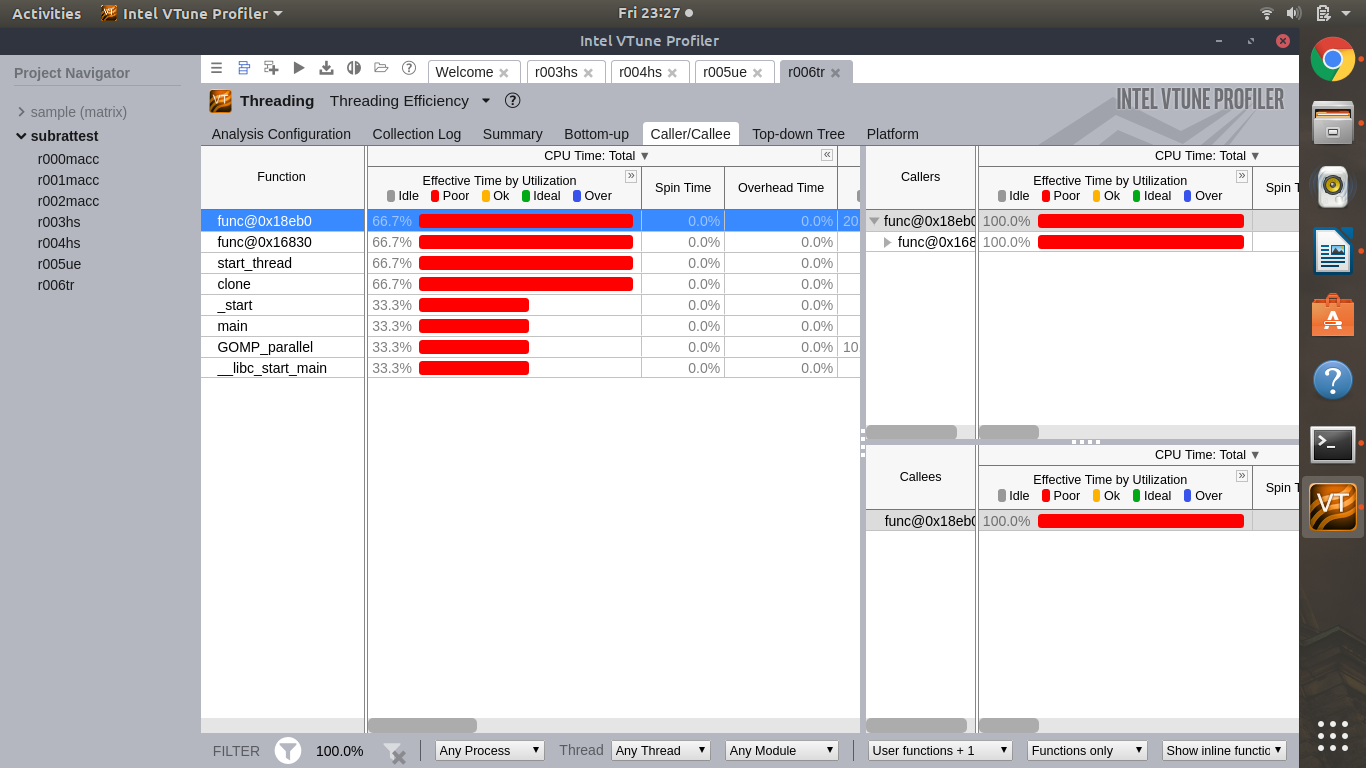 Activities Intel VTune Profiler Fri 23:27
Intel VTune Profiler
Project Navigator
sample (matrix)
subrattest
r000macc
r001macc
r002macc
r003hs
r004hs
r005ue
r006tr
Welcome r003hs r004hs r005ue r006tr
VT Threading Threading Efficiency
INTEL VTUNE PROFILER
Analysis Configuration Collection Log Summary Bottom-up Caller/Callee Top-down Tree Platform
Function
CPU Time: Total
Effective Time by Utilization
Idle Poor Ok Ideal Over
Spin Time Overhead Time
func@0x18eb0 66.7% 0.0% 0.0% 20
func@0x16830 66.7% 0.0% 0.0%
start_thread 66.7% 0.0% 0.0%
clone 66.7% 0.0% 0.0%
_start 33.3% 0.0% 0.0%
main 33.3% 0.0% 0.0%
GOMP_parallel 33.3% 0.0% 0.0% 10
__libc_start_main 33.3% 0.0% 0.0%
Callers
CPU Time: Total
Effective Time by Utilization
Idle Poor Ok Ideal Over
Spin T
func@0x18eb0 100.0%
func@0x168 100.0%
Callees
CPU Time: Total
Effective Time by Utilization
Idle Poor Ok Ideal Over
Spin T
func@0x18eb0 100.0%
FILTER 100.0% Any Process Thread Any Thread Any Module User functions + 1 Functions only Show inline functic
VT